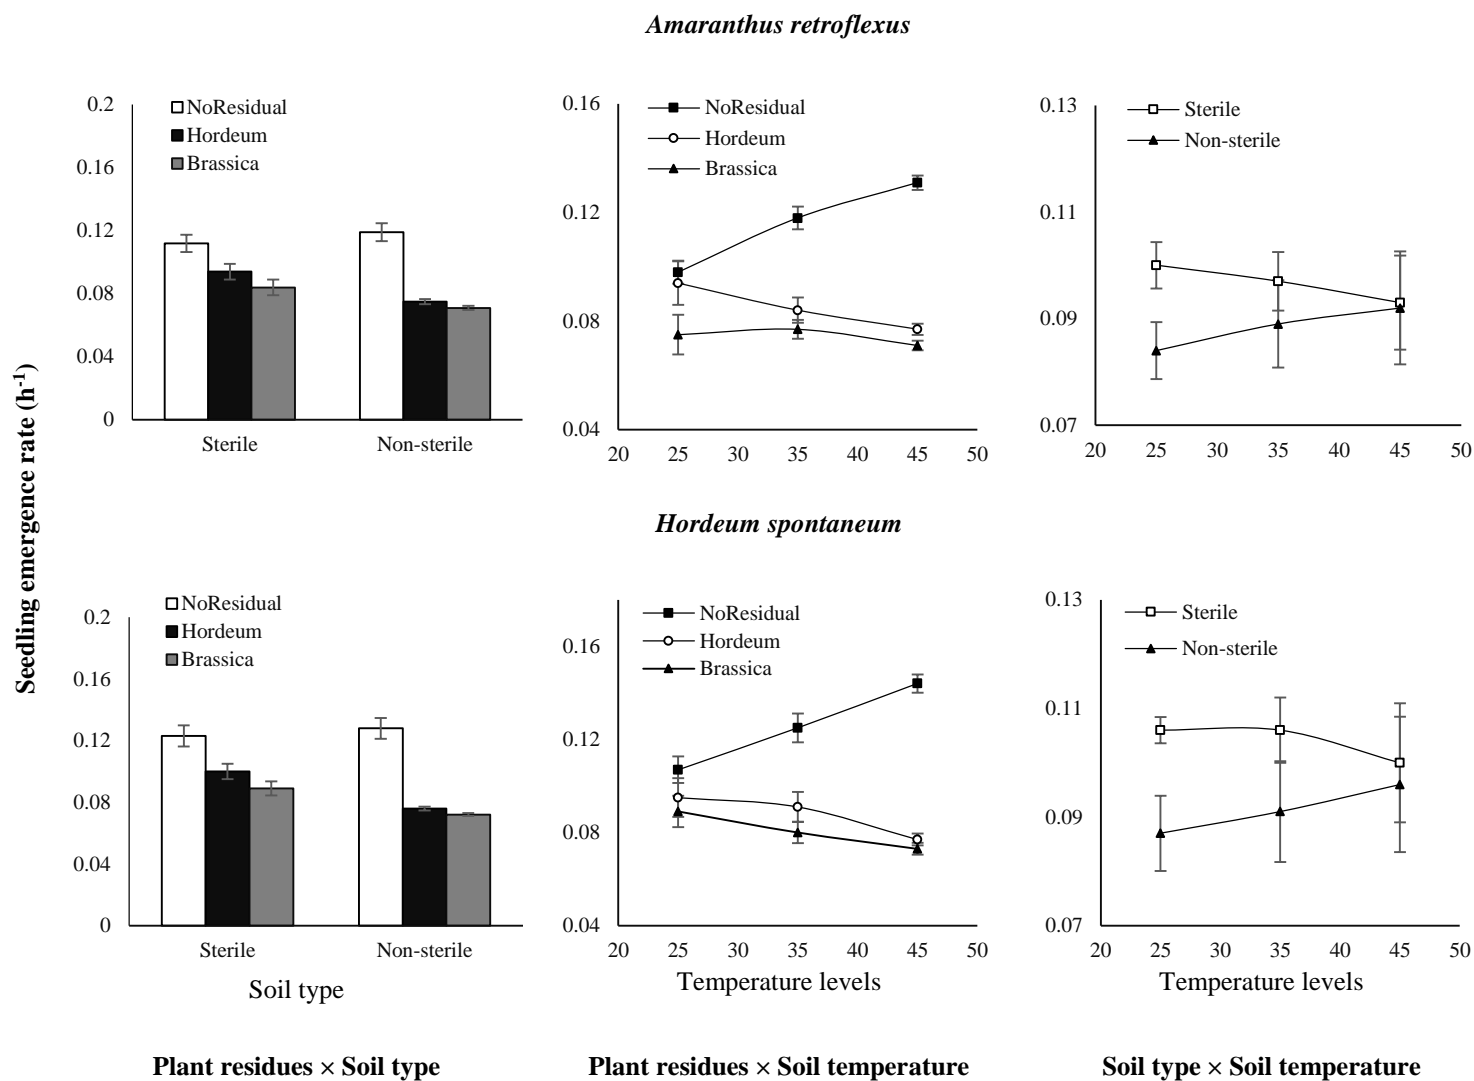 Amaranthus retroflexus
Seedling emergence rate (h-1)
0.2
0.16
0.12
0.08
0.04
0
NoResidual
Hordeum
Brassica
Sterile Non-sterile
0.16
0.12
0.08
0.04
NoResidual
Hordeum
Brassica
20 25 30 35 40 45 50
0.13
0.11
0.09
0.07
Sterile
Non-sterile
20 25 30 35 40 45 50
Hordeum spontaneum
0.2
0.16
0.12
0.08
0.04
0
NoResidual
Hordeum
Brassica
Sterile Non-sterile
Soil type
0.16
0.12
0.08
0.04
NoResidual
Hordeum
Brassica
20 25 30 35 40 45 50
Temperature levels
0.13
0.11
0.09
0.07
Sterile
Non-sterile
20 25 30 35 40 45 50
Temperature levels
Plant residues × Soil type
Plant residues × Soil temperature
Soil type × Soil temperature